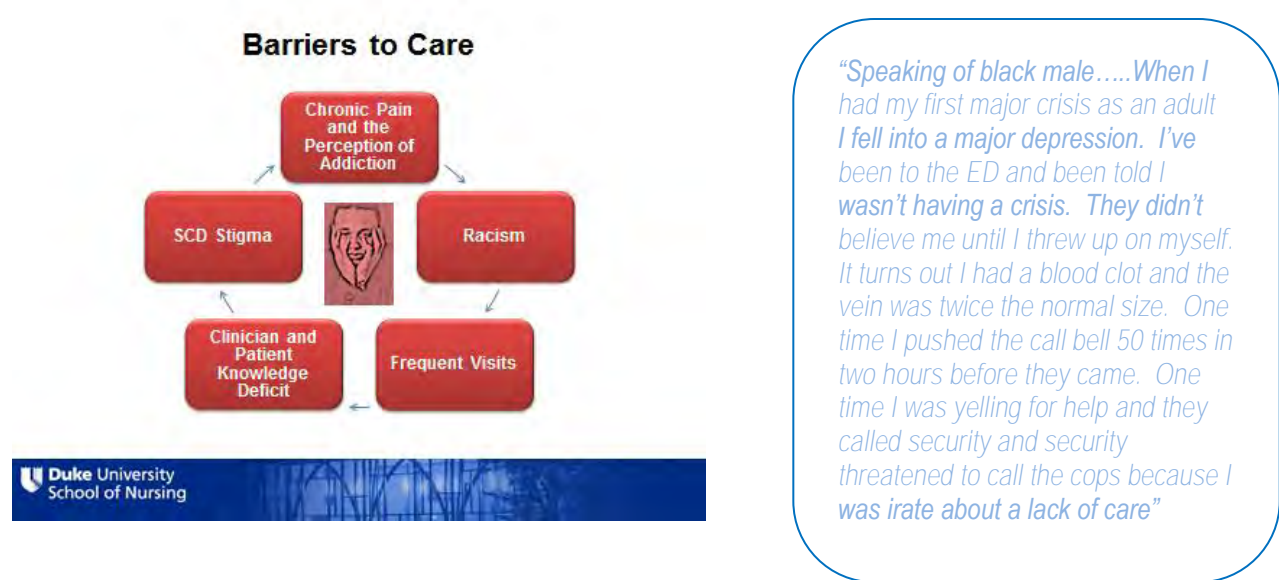 Barriers to Care
Chronic Pain
and the
Perception of
Addiction
SCD Stigma
Racism
Clinician and
Patient
Knowledge
Deficit
Frequent Visits
Duke University
School of Nursing
“Speaking of black male…..When I
had my first major crisis as an adult
I fell into a major depression. I’ve
been to the ED and been told I
wasn’t having a crisis. They didn’t
believe me until I threw up on myself.
It turns out I had a blood clot and the
vein was twice the normal size. One
time I pushed the call bell 50 times in
two hours before they came. One
time I was yelling for help and they
called security and security
threatened to call the cops because I
was irate about a lack of care”